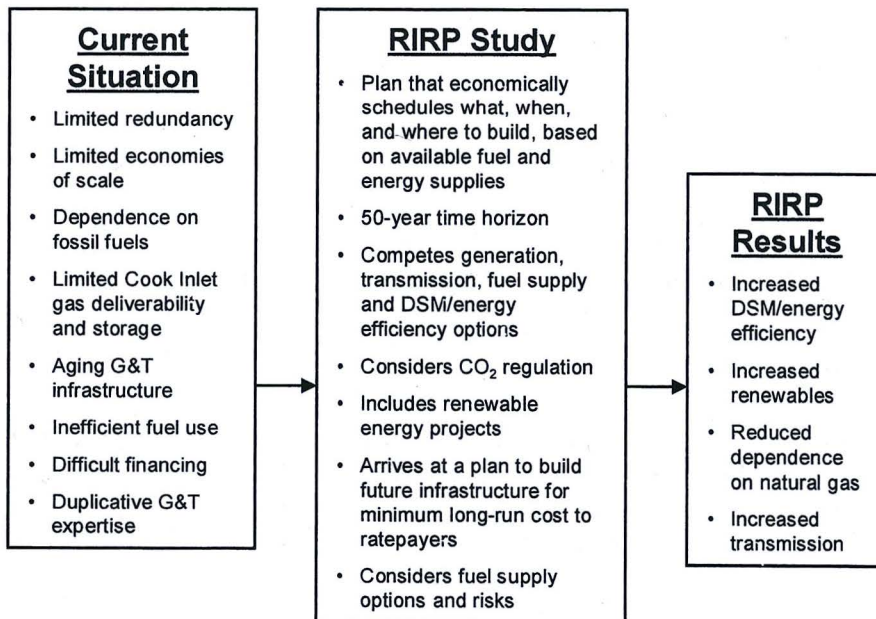 Current
Situation
• Limited redundancy
• Limited economies
of scale
• Dependence on
fossil fuels
• Limited Cook Inlet
gas deliverability
and storage
• Aging G&T
infrastructure
• Inefficient fuel use
• Difficult financing
• Duplicative G&T
expertise
RIRP Study
• Plan that economically
schedules what, when,
and where to build, based
on available fuel and
energy supplies
• 50-year time horizon
• Competes generation,
transmission, fuel supply
and DSM/energy
efficiency options
• Considers CO₂ regulation
• Includes renewable
energy projects
• Arrives at a plan to build
future infrastructure for
minimum long-run cost to
ratepayers
• Considers fuel supply
options and risks
RIRP
Results
• Increased
DSM/energy
efficiency
• Increased
renewables
• Reduced
dependence
on natural gas
• Increased
transmission